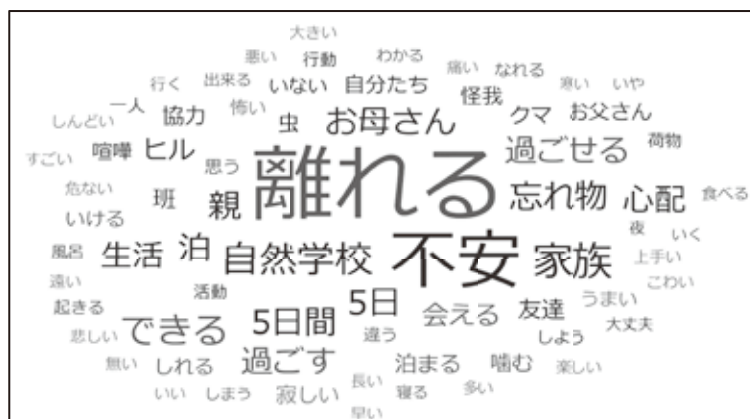 大きい
悪い 行動 わかる 痛い なれる
行く 出来る いない 自分たち 怪我 寒い いや
しんどい 一人 協力 怖い 虫 お母さん クマ お父さん
すごい 喧嘩 ヒル 思う 離れる 過ごせる 荷物
危ない いける 班 親 忘れ物 心配 食べる
風呂 生活 泊 自然学校 不安 家族 夜 いく 上手い
遠い 起きる 活動 5日間 5日 会える 友達 うまい こわい
悲しい できる 違う しよう 大丈夫
無い しれる 過ごす 泊まる 噛む 楽しい
いい しまう 寂しい 長い 寝る 多い
早い